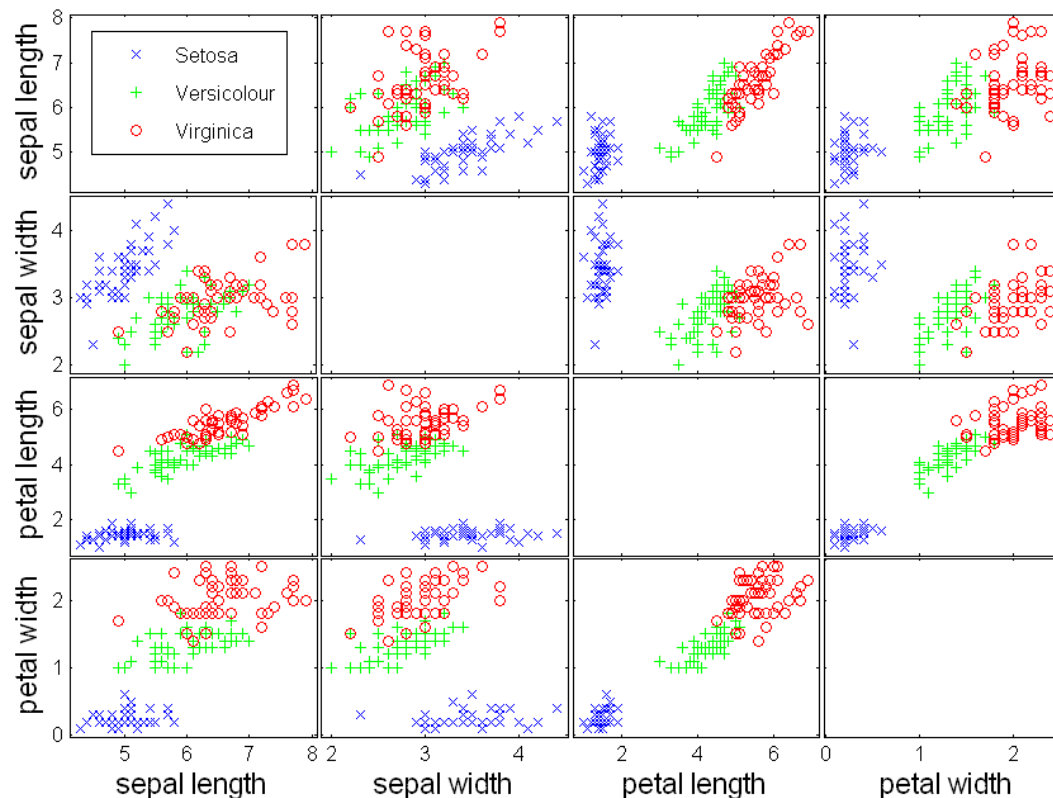 8
7
6
5
sepal length
Setosa
Versicolour
Virginica
4
3
2
sepal width
6
4
2
petal length
2
1
0
petal width
5 6 7 8 2 3 4 2 4 6 8 0 1 2
sepal length sepal width petal length petal width